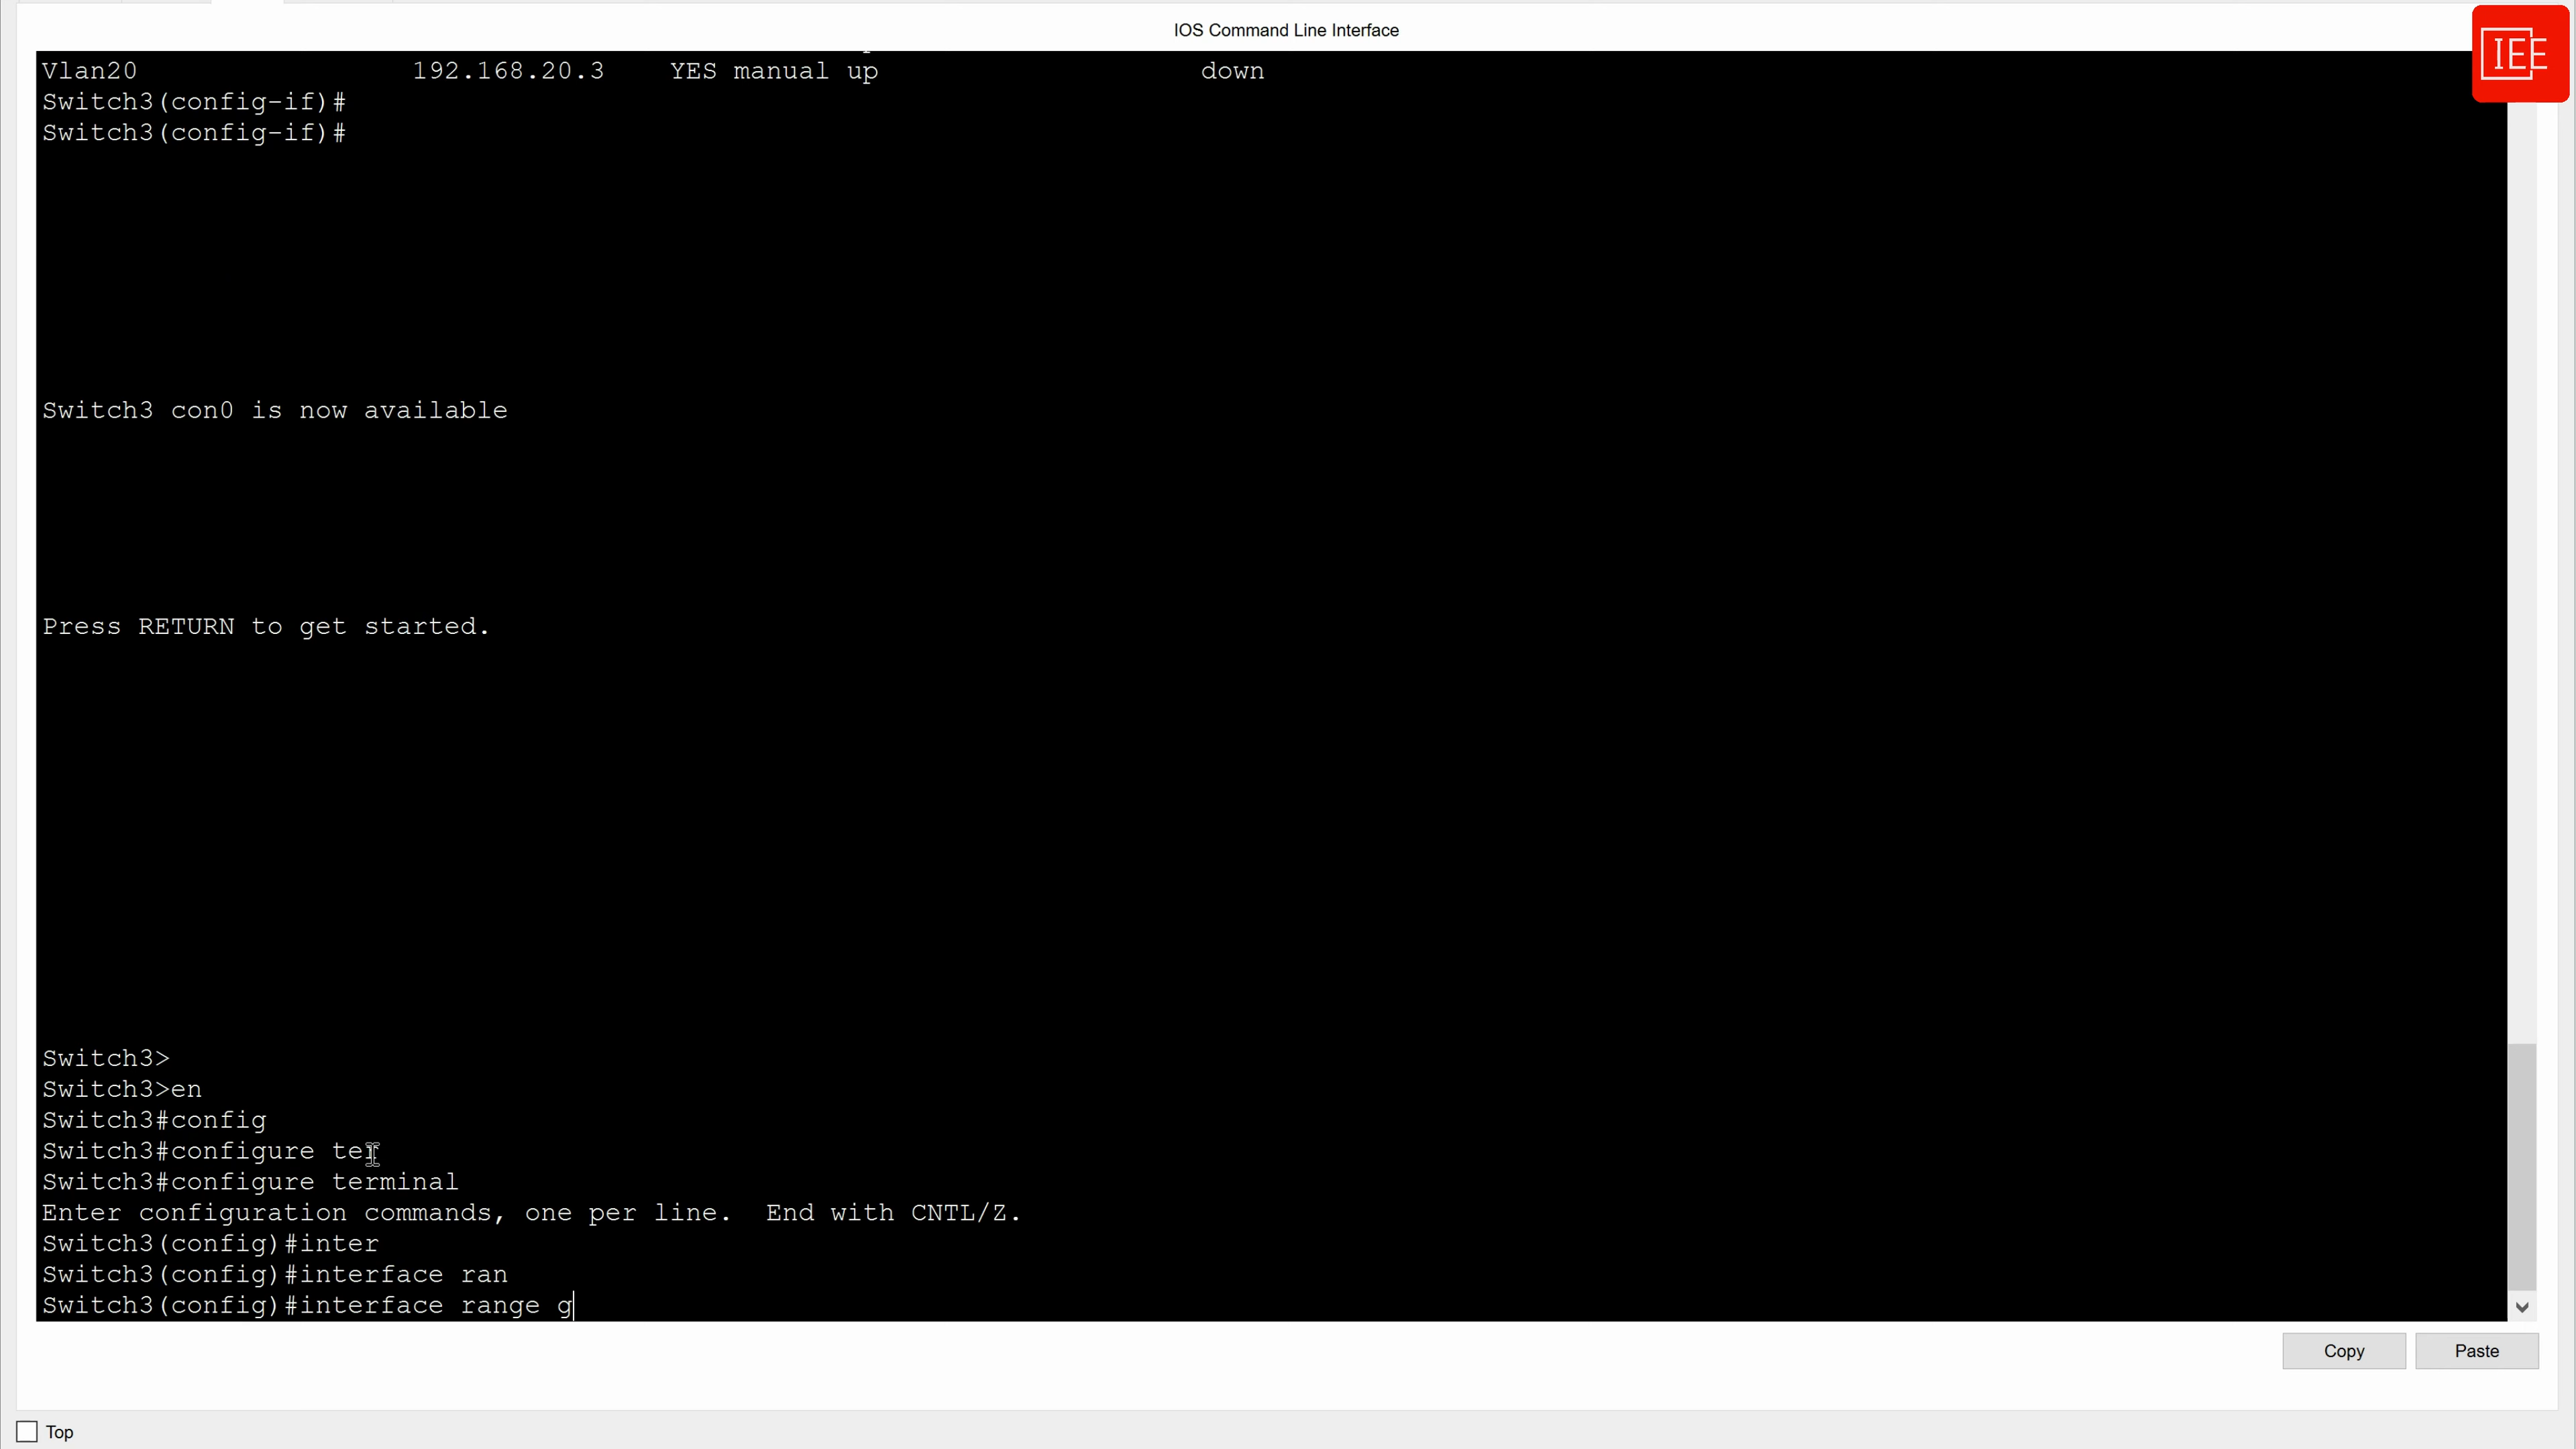 IOS Command Line Interface
IEE
Vlan20 192.168.20.3 YES manual up down
Switch3(config-if)#
Switch3(config-if)#
Switch3 con0 is now available
Press RETURN to get started.
Switch3>
Switch3>en
Switch3#config
Switch3#configure ter
Switch3#configure terminal
Enter configuration commands, one per line.  End with CNTL/Z.
Switch3(config)#inter
Switch3(config)#interface ran
Switch3(config)#interface range g
Copy Paste
Top